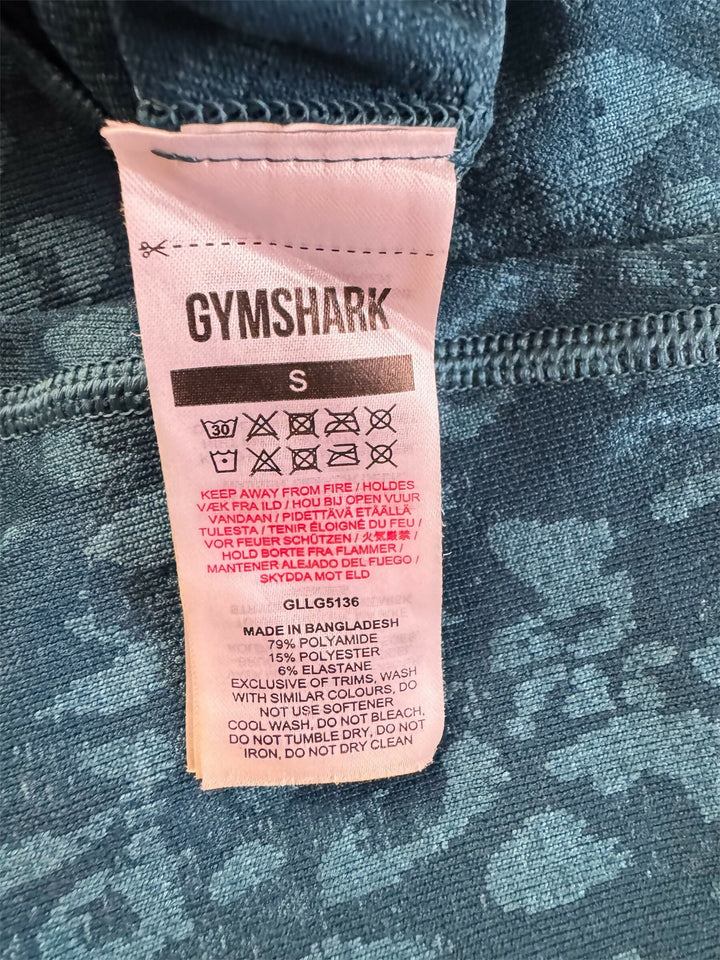 GYMSHARK
S
30
KEEP AWAY FROM FIRE / HOLDES
VÆK FRA ILD / HOU BIJ OPEN VUUR
VANDAAN / PIDETTÄVÄ ETÄÄLLÄ
TULESTA / TENIR ÉLOIGNÉ DU FEU /
VOR FEUER SCHÜTZEN / 火気厳禁 /
HOLD BORTE FRA FLAMMER /
MANTENER ALEJADO DEL FUEGO /
SKYDDA MOT ELD
GLLG5136
MADE IN BANGLADESH
79% POLYAMIDE
15% POLYESTER
6% ELASTANE
EXCLUSIVE OF TRIMS, WASH
WITH SIMILAR COLOURS, DO
NOT USE SOFTENER
COOL WASH, DO NOT BLEACH,
DO NOT TUMBLE DRY, DO NOT
IRON, DO NOT DRY CLEAN